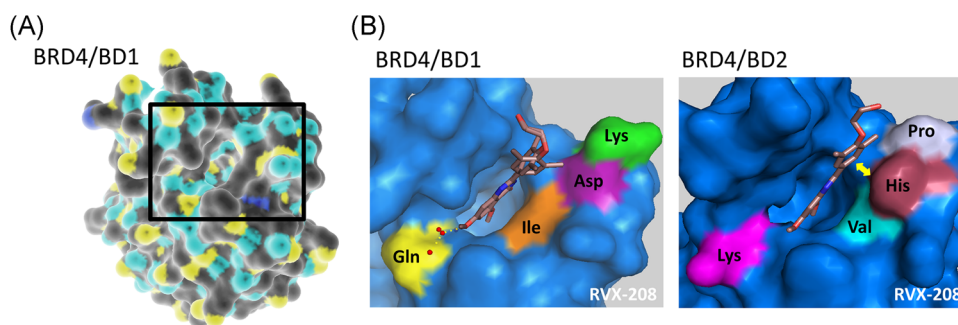 (A)
BRD4/BD1
(B)
BRD4/BD1
Lys
Asp
Ile
Gln
RVX-208
BRD4/BD2
Pro
His
Val
Lys
RVX-208